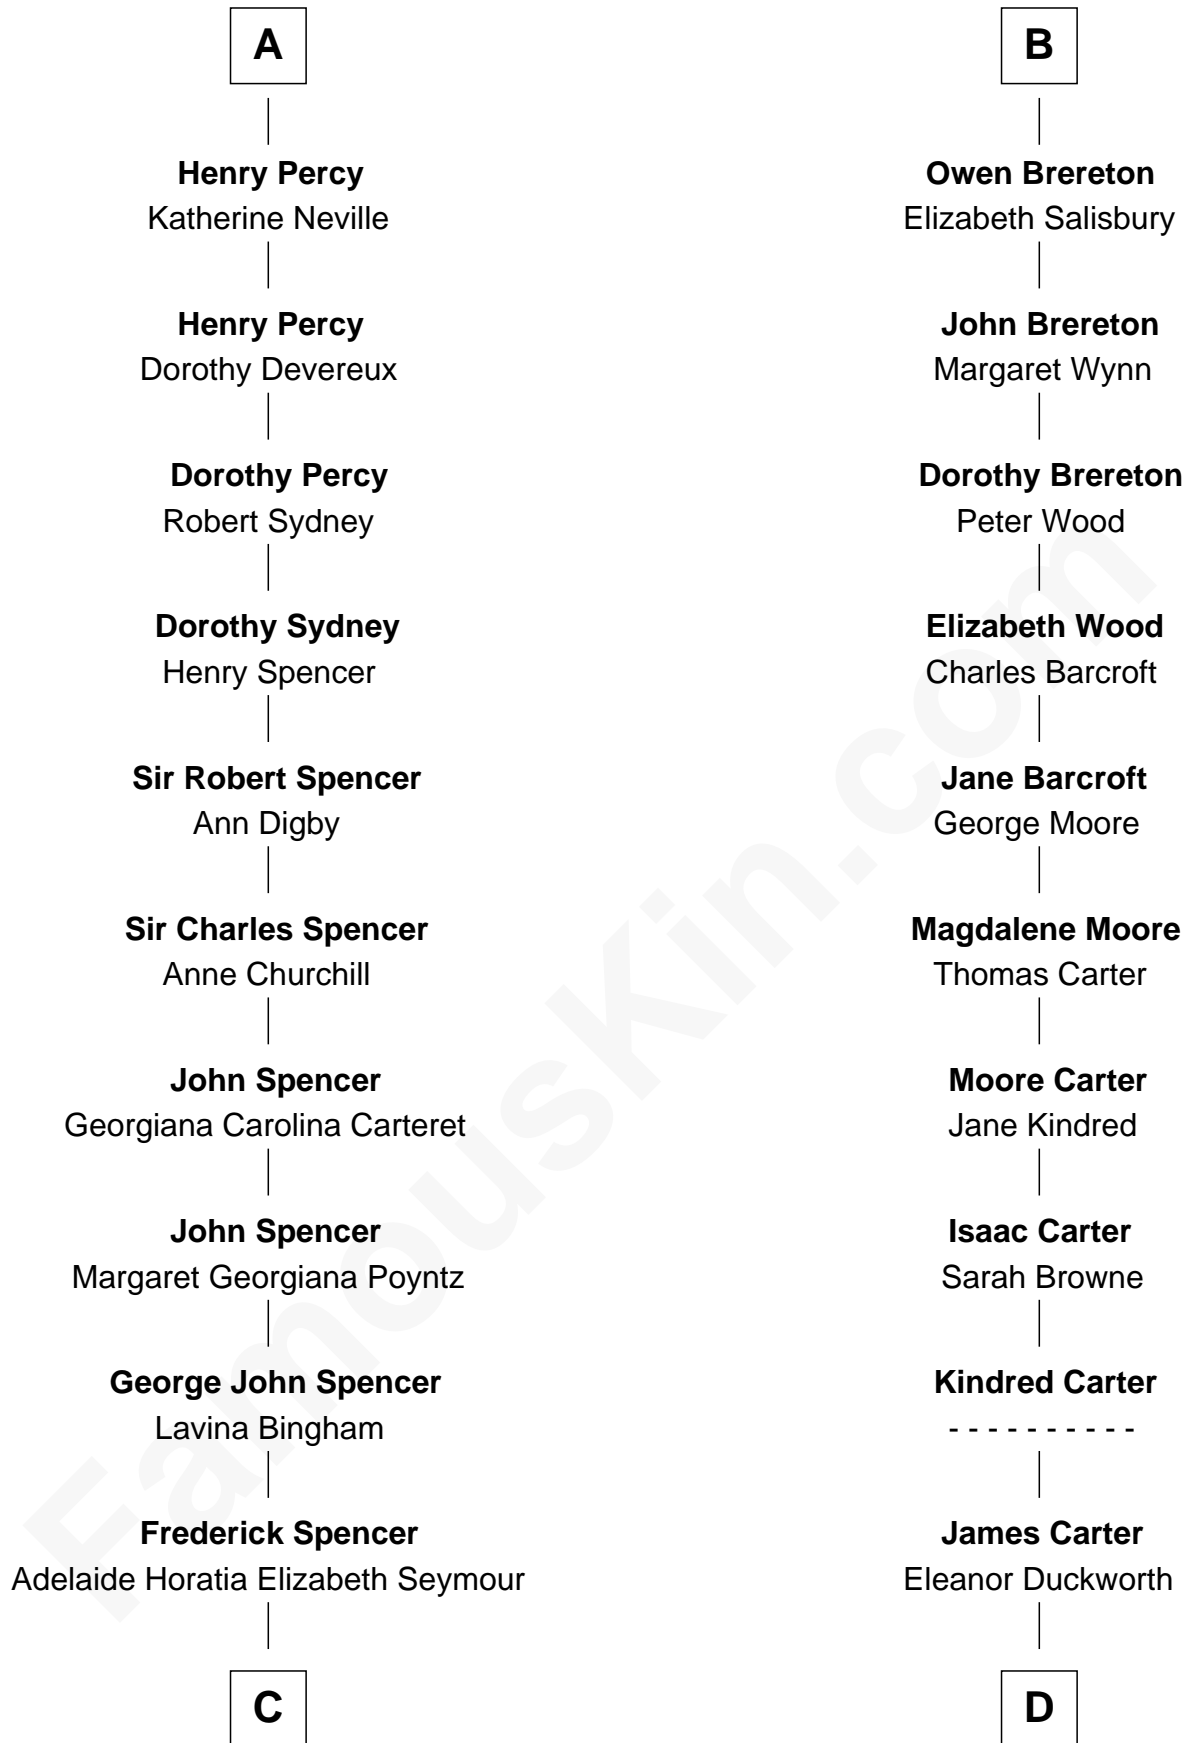 A
Henry Percy
Katherine Neville
Henry Percy
Dorothy Devereux
Dorothy Percy
Robert Sydney
Dorothy Sydney
Henry Spencer
Sir Robert Spencer
Ann Digby
Sir Charles Spencer
Anne Churchill
John Spencer
Georgiana Carolina Carteret
John Spencer
Margaret Georgiana Poyntz
George John Spencer
Lavina Bingham
Frederick Spencer
Adelaide Horatia Elizabeth Seymour
C
B
Owen Brereton
Elizabeth Salisbury
John Brereton
Margaret Wynn
Dorothy Brereton
Peter Wood
Elizabeth Wood
Charles Barcroft
Jane Barcroft
George Moore
Magdalene Moore
Thomas Carter
Moore Carter
Jane Kindred
Isaac Carter
Sarah Browne
Kindred Carter
- - - - - - - - - -
James Carter
Eleanor Duckworth
D
FamousKin.com